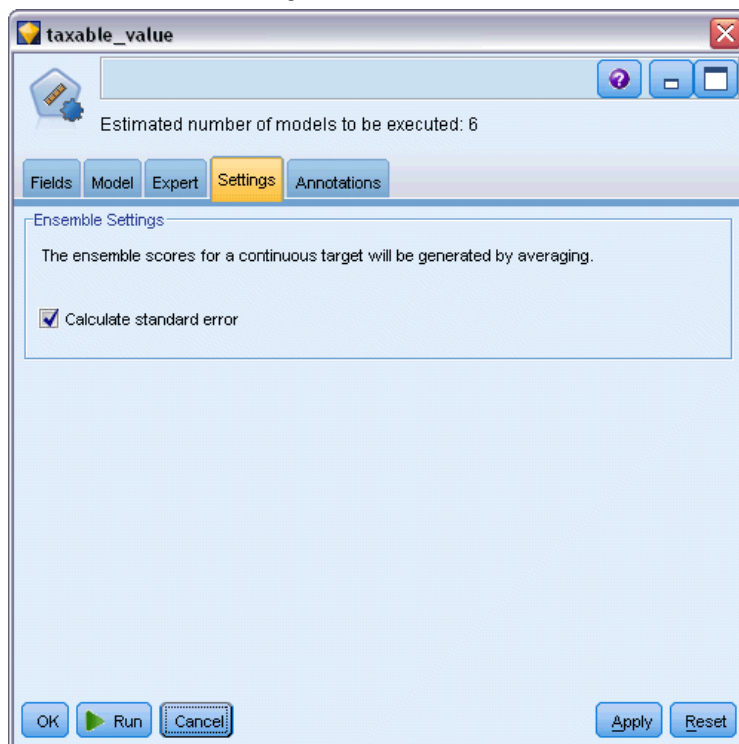 taxable_value
Estimated number of models to be executed: 6
Fields Model Expert Settings Annotations
Ensemble Settings
The ensemble scores for a continuous target will be generated by averaging.
Calculate standard error
OK Run Cancel Apply Reset